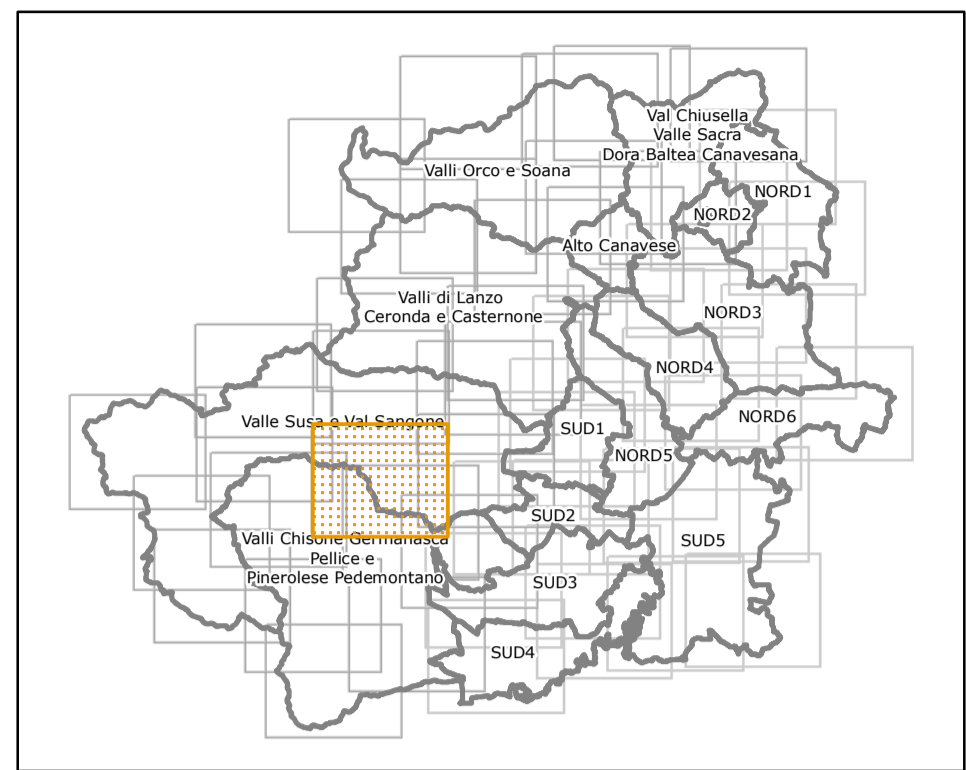 Val Chiusella
Valle Sacra
Dora Baltea Canavesana
Valli Orco e Soana
NORD1
NORD2
Alto Canavese
Valli di Lanzo
Ceronda e Casternone
NORD3
NORD4
Valle Susa e Val Sangone
SUD1
NORD6
NORD5
SUD2
Valli Chisone Germanasca
Pellice e
Pinerolese Pedemontano
SUD5
SUD3
SUD4